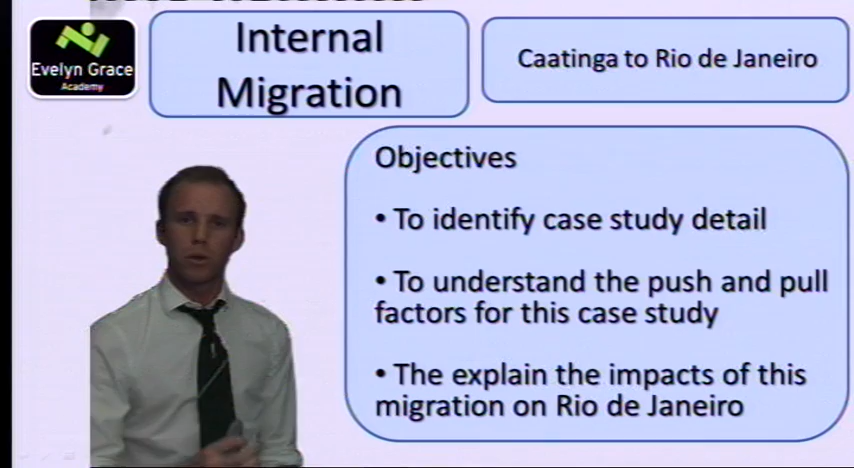 Evelyn Grace
Academy
Internal
Migration
Caatinga to Rio de Janeiro
Objectives
• To identify case study detail
• To understand the push and pull
factors for this case study
• The explain the impacts of this
migration on Rio de Janeiro